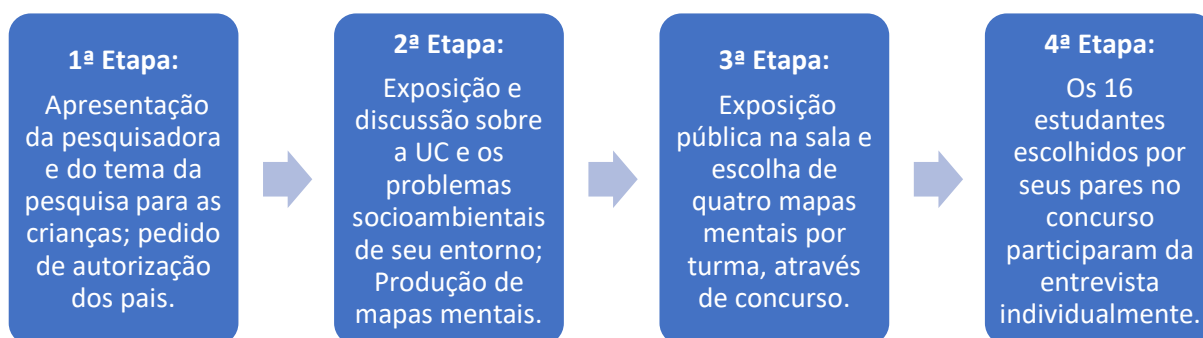 1ª Etapa:
Apresentação
da pesquisadora
e do tema da
pesquisa para as
crianças; pedido
de autorização
dos pais.
2ª Etapa:
Exposição e
discussão sobre
a UC e os
problemas
socioambientais
de seu entorno;
Produção de
mapas mentais.
3ª Etapa:
Exposição
pública na sala e
escolha de
quatro mapas
mentais por
turma, através
de concurso.
4ª Etapa:
Os 16
estudantes
escolhidos por
seus pares no
concurso
participaram da
entrevista
individualmente.